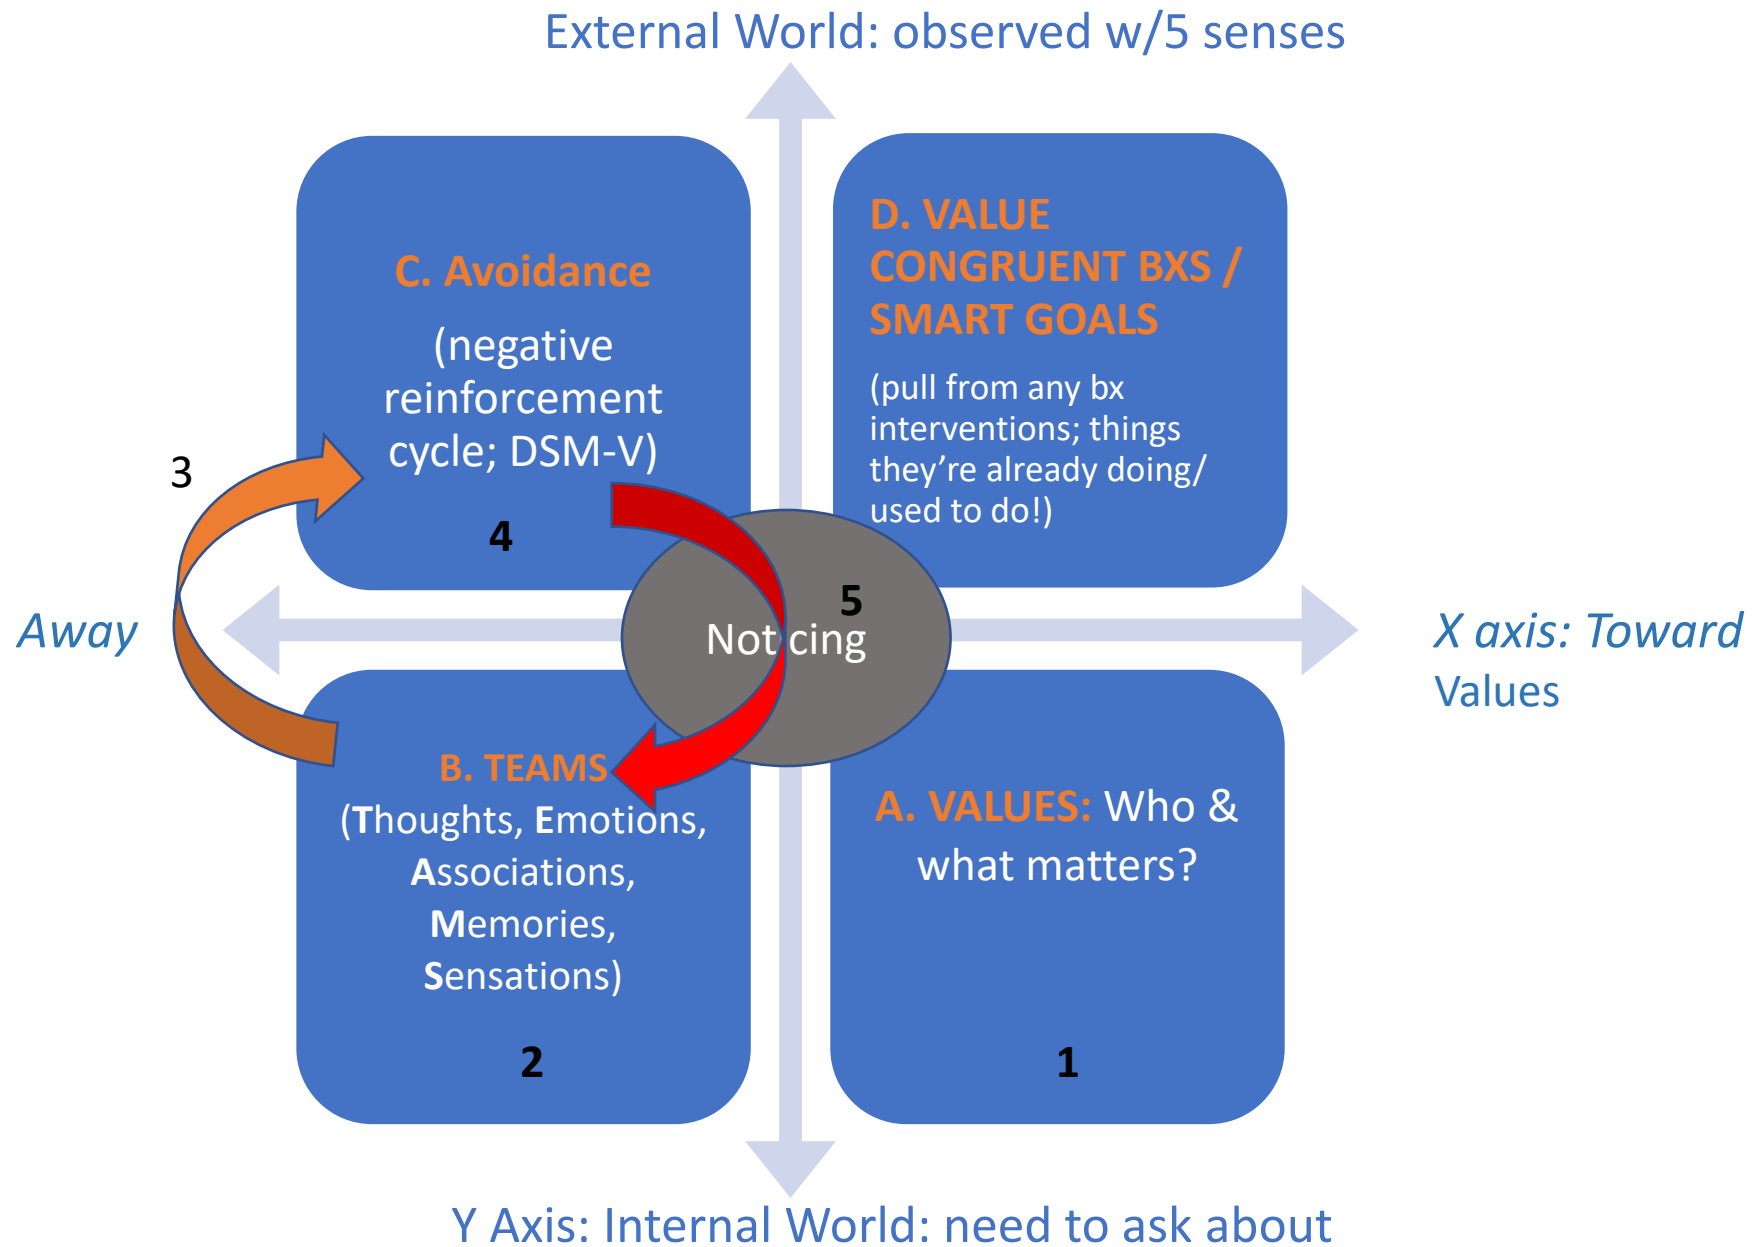 External World: observed w/5 senses
C. Avoidance
(negative
reinforcement
cycle; DSM-V)
4
D. VALUE
CONGRUENT BXS /
SMART GOALS
(pull from any bx
interventions; things
they’re already doing/
used to do!)
3
Away
5
Noticing
X axis: Toward
Values
B. TEAMS
(Thoughts, Emotions,
Associations,
Memories,
Sensations)
2
A. VALUES: Who &
what matters?
1
Y Axis: Internal World: need to ask about